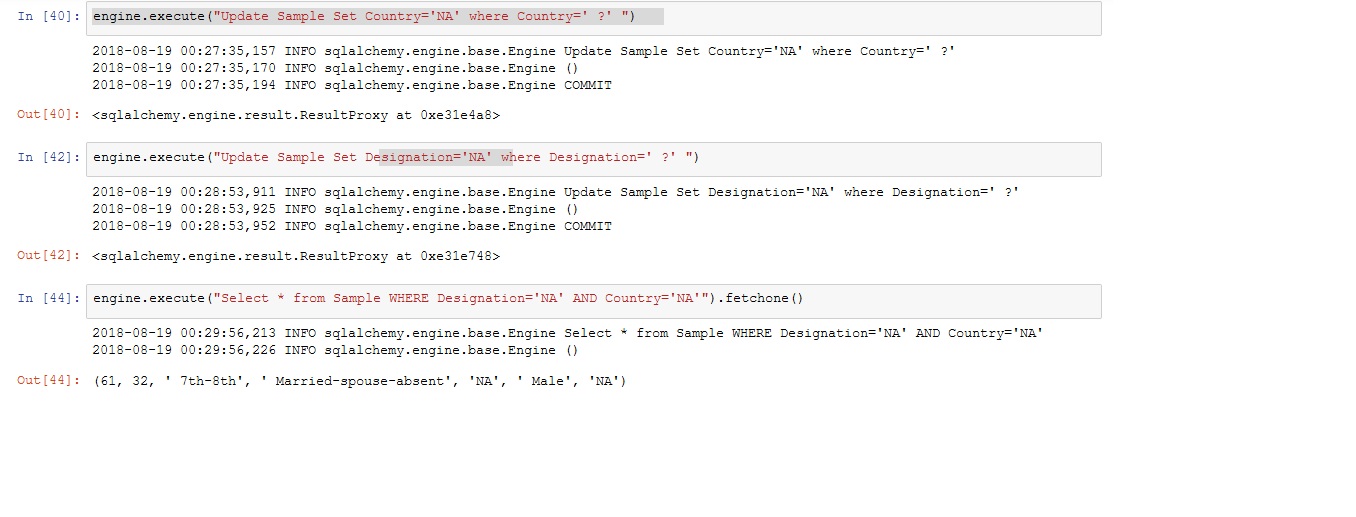 In [40]: engine.execute("Update Sample Set Country='NA' where Country=' ?' ")
2018-08-19 00:27:35,157 INFO sqlalchemy.engine.base.Engine Update Sample Set Country='NA' where Country=' ?'
2018-08-19 00:27:35,170 INFO sqlalchemy.engine.base.Engine ()
2018-08-19 00:27:35,194 INFO sqlalchemy.engine.base.Engine COMMIT
Out[40]: <sqlalchemy.engine.result.ResultProxy at 0xe31e4a8>
In [42]: engine.execute("Update Sample Set Designation='NA' where Designation=' ?' ")
2018-08-19 00:28:53,911 INFO sqlalchemy.engine.base.Engine Update Sample Set Designation='NA' where Designation=' ?'
2018-08-19 00:28:53,925 INFO sqlalchemy.engine.base.Engine ()
2018-08-19 00:28:53,952 INFO sqlalchemy.engine.base.Engine COMMIT
Out[42]: <sqlalchemy.engine.result.ResultProxy at 0xe31e748>
In [44]: engine.execute("Select * from Sample WHERE Designation='NA' AND Country='NA'").fetchone()
2018-08-19 00:29:56,213 INFO sqlalchemy.engine.base.Engine Select * from Sample WHERE Designation='NA' AND Country='NA'
2018-08-19 00:29:56,226 INFO sqlalchemy.engine.base.Engine ()
Out[44]: (61, 32, ' 7th-8th', ' Married-spouse-absent', 'NA', ' Male', 'NA')